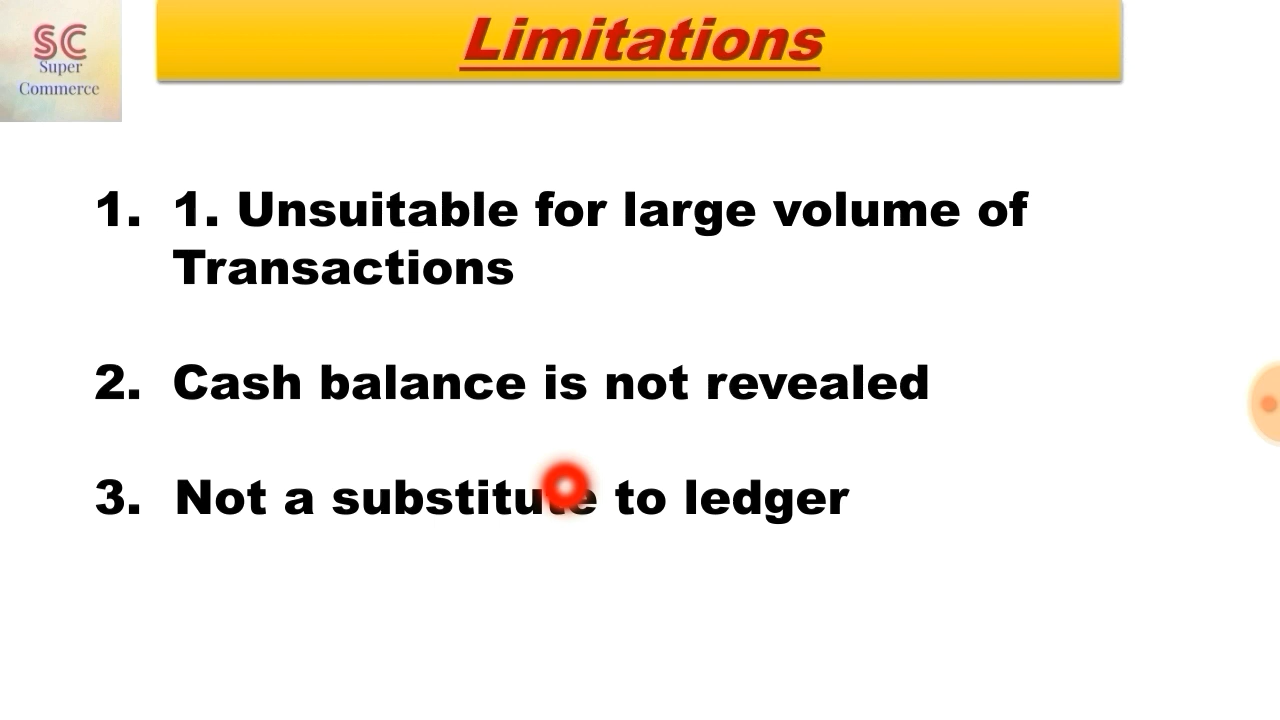 SC
Super
Commerce
Limitations
1. 1. Unsuitable for large volume of
Transactions
2. Cash balance is not revealed
3. Not a substitute to ledger